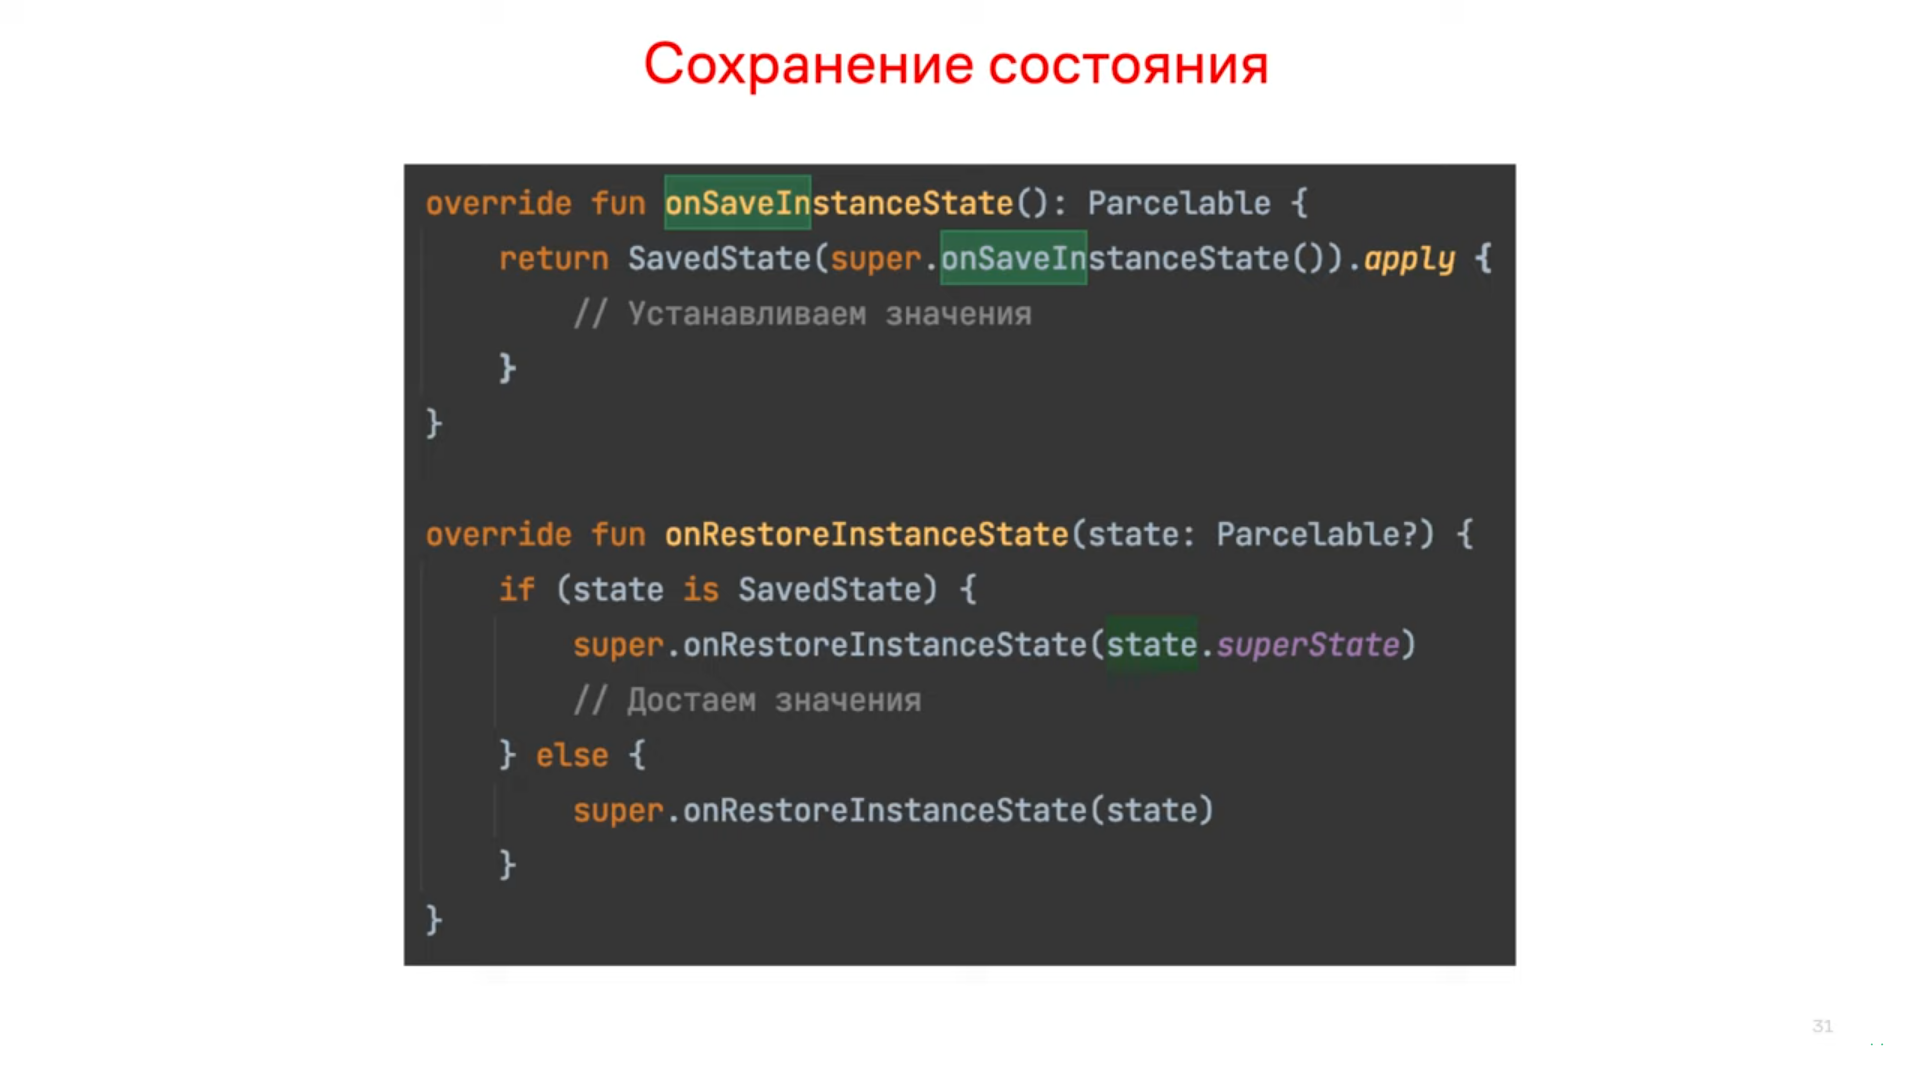 Сохранение состояния
override fun onSaveInstanceState(): Parcelable {
return SavedState(super.onSaveInstanceState()).apply {
// Устанавливаем значения
}
}
override fun onRestoreInstanceState(state: Parcelable?) {
if (state is SavedState) {
super.onRestoreInstanceState(state.superState)
// Достаем значения
} else {
super.onRestoreInstanceState(state)
}
}
31